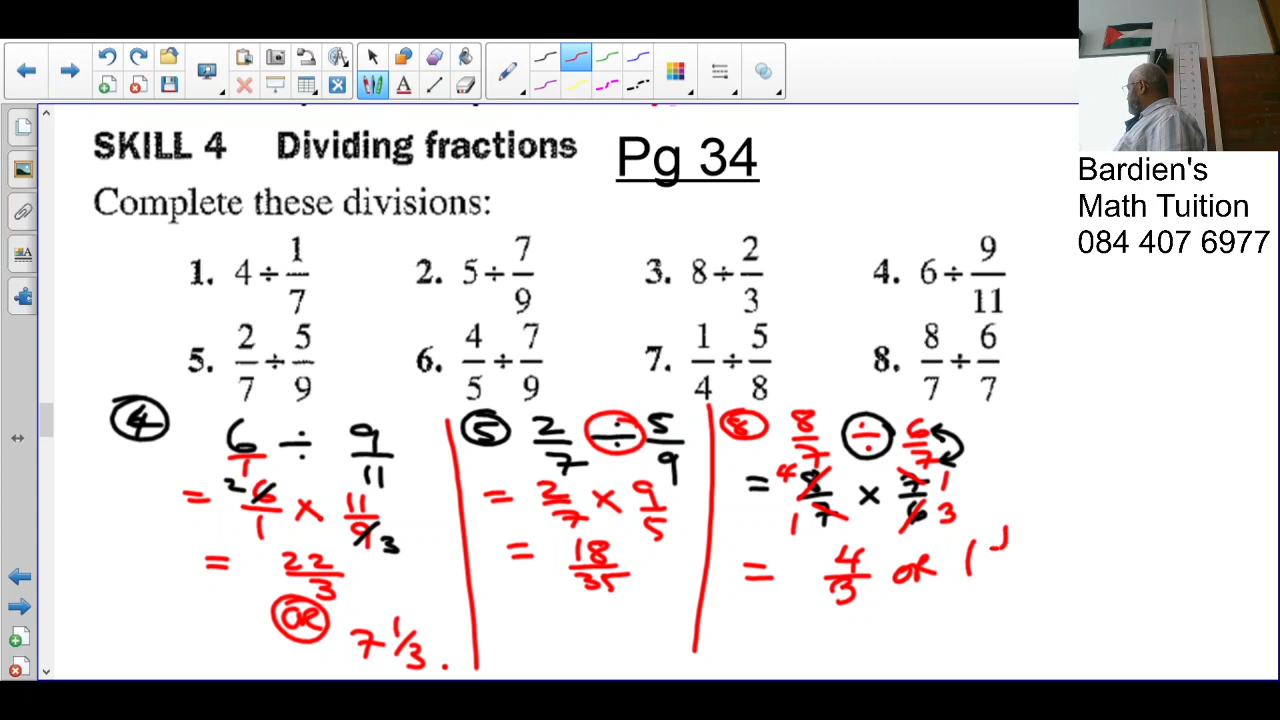 SKILL 4 Dividing fractions Pg 34
Complete these divisions:
1. 4 ÷ 1/7 2. 5 ÷ 7/9 3. 8 ÷ 2/3 4. 6 ÷ 9/11
5. 2/7 ÷ 5/9 6. 4/5 ÷ 7/9 7. 1/4 ÷ 5/8 8. 8/7 ÷ 6/7
4 6/1 ÷ 9/11
= 2 6/1 × 11/9 3
= 22/3
OR
7 1/3.
5 2/7 ÷ 5/9
= 2/7 × 9/5
= 18/35
8 8/7 ÷ 6/7
= 4 8/7 1 × 7/6 1 3
= 4/3 OR 1
Bardien's
Math Tuition
084 407 6977